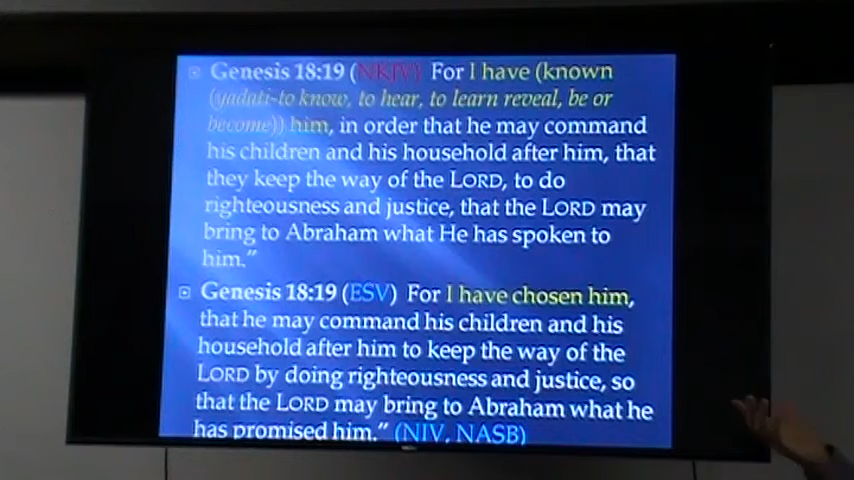 Genesis 18:19 (NKJV) For I have (known
(yadati-to know, to hear, to learn reveal, be or
become)) him, in order that he may command
his children and his household after him, that
they keep the way of the LORD, to do
righteousness and justice, that the LORD may
bring to Abraham what He has spoken to
him.”
Genesis 18:19 (ESV) For I have chosen him,
that he may command his children and his
household after him to keep the way of the
LORD by doing righteousness and justice, so
that the LORD may bring to Abraham what he
has promised him.” (NIV, NASB)